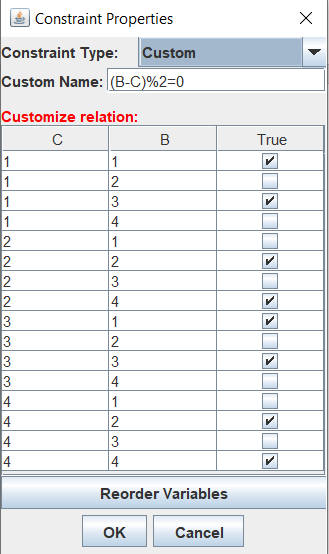 Constraint Properties
Constraint Type: Custom
Custom Name: (B-C)%2=0
Customize relation:
C B True
1 1
1 2
1 3
1 4
2 1
2 2
2 3
2 4
3 1
3 2
3 3
3 4
4 1
4 2
4 3
4 4
Reorder Variables
OK Cancel